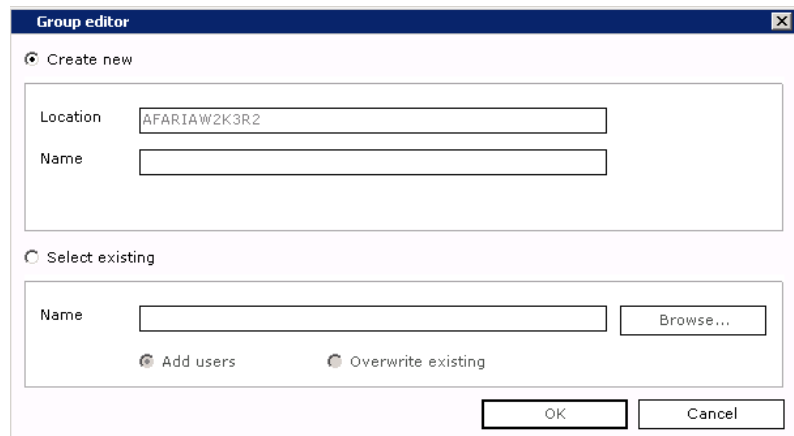 Group editor
Create new
Location AFARIAW2K3R2
Name
Select existing
Name Browse...
Add users Overwrite existing
OK Cancel